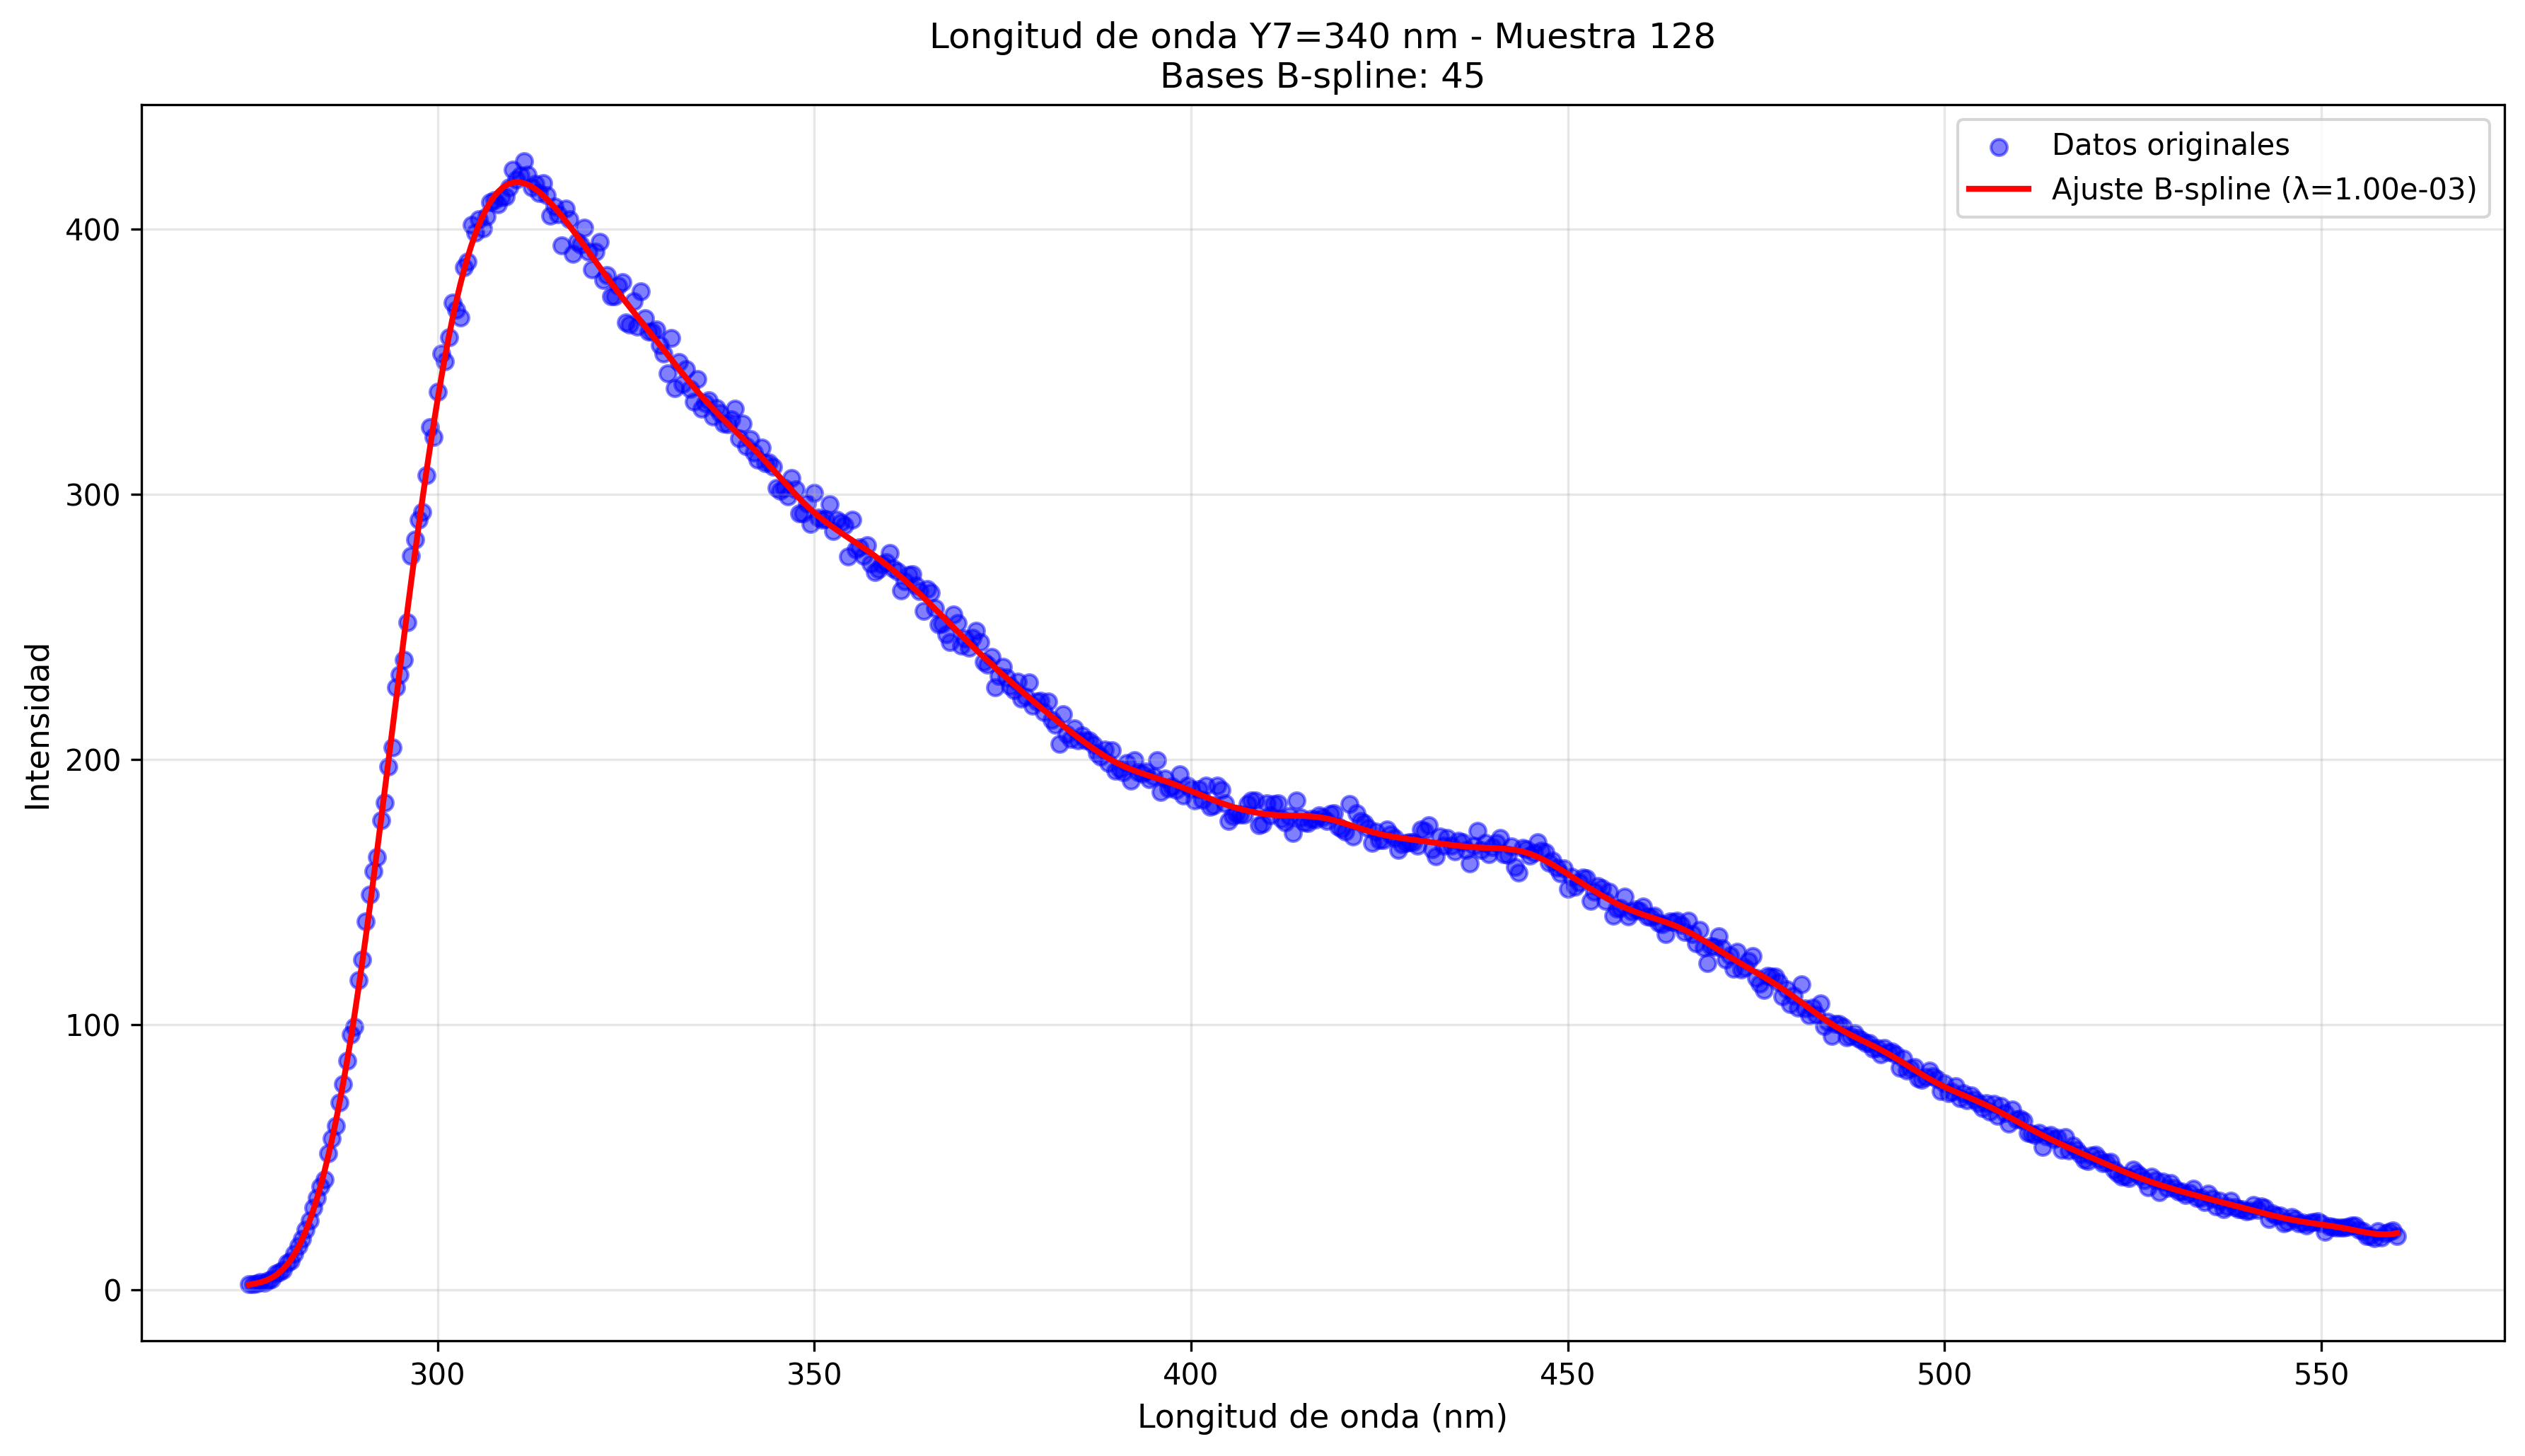 Longitud de onda Y7=340 nm - Muestra 128
Bases B-spline: 45
Datos originales
Ajuste B-spline (λ=1.00e-03)
Intensidad
400
300
200
100
0
300 350 400 450 500 550
Longitud de onda (nm)